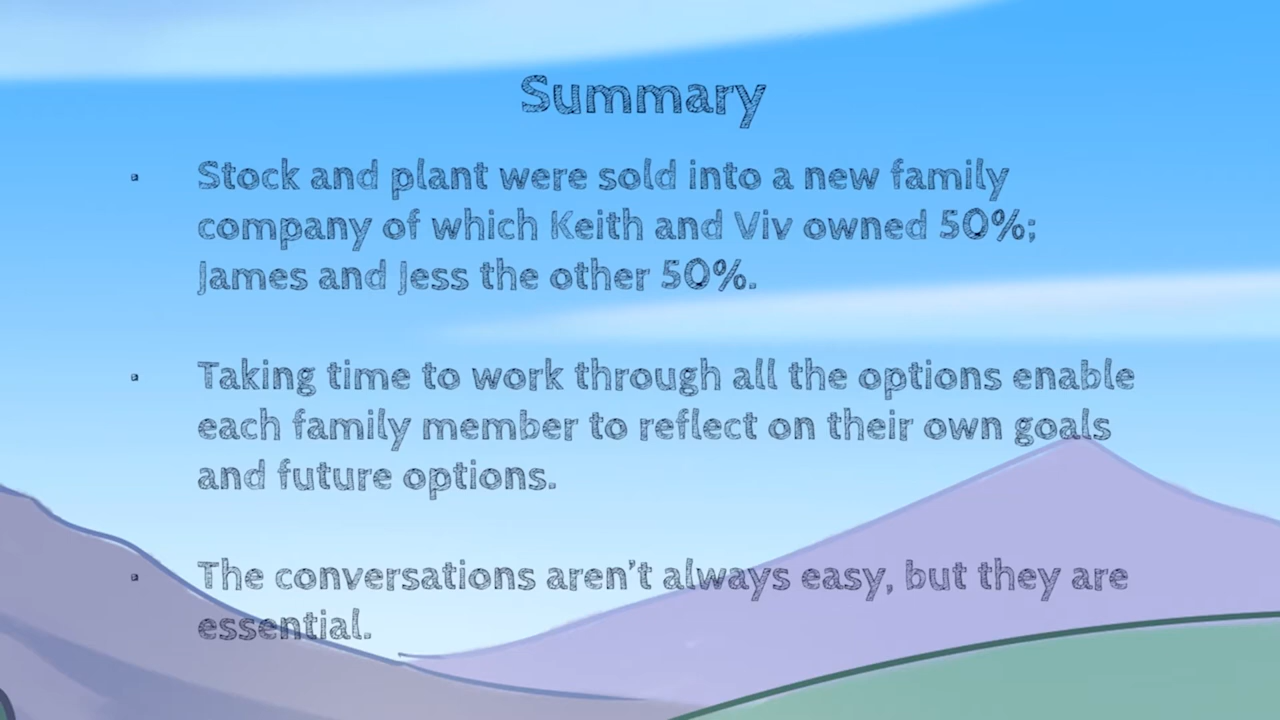 Summary
· Stock and plant were sold into a new family
company of which Keith and Viv owned 50%;
James and Jess the other 50%.
· Taking time to work through all the options enable
each family member to reflect on their own goals
and future options.
· The conversations aren't always easy, but they are
essential.